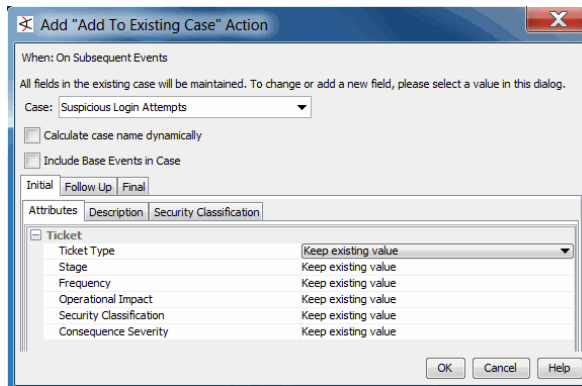 Add "Add To Existing Case" Action
When: On Subsequent Events
All fields in the existing case will be maintained. To change or add a new field, please select a value in this dialog.
Case: Suspicious Login Attempts
Calculate case name dynamically
Include Base Events in Case
Initial Follow Up Final
Attributes Description Security Classification
Ticket
Ticket Type Keep existing value
Stage Keep existing value
Frequency Keep existing value
Operational Impact Keep existing value
Security Classification Keep existing value
Consequence Severity Keep existing value
OK Cancel Help